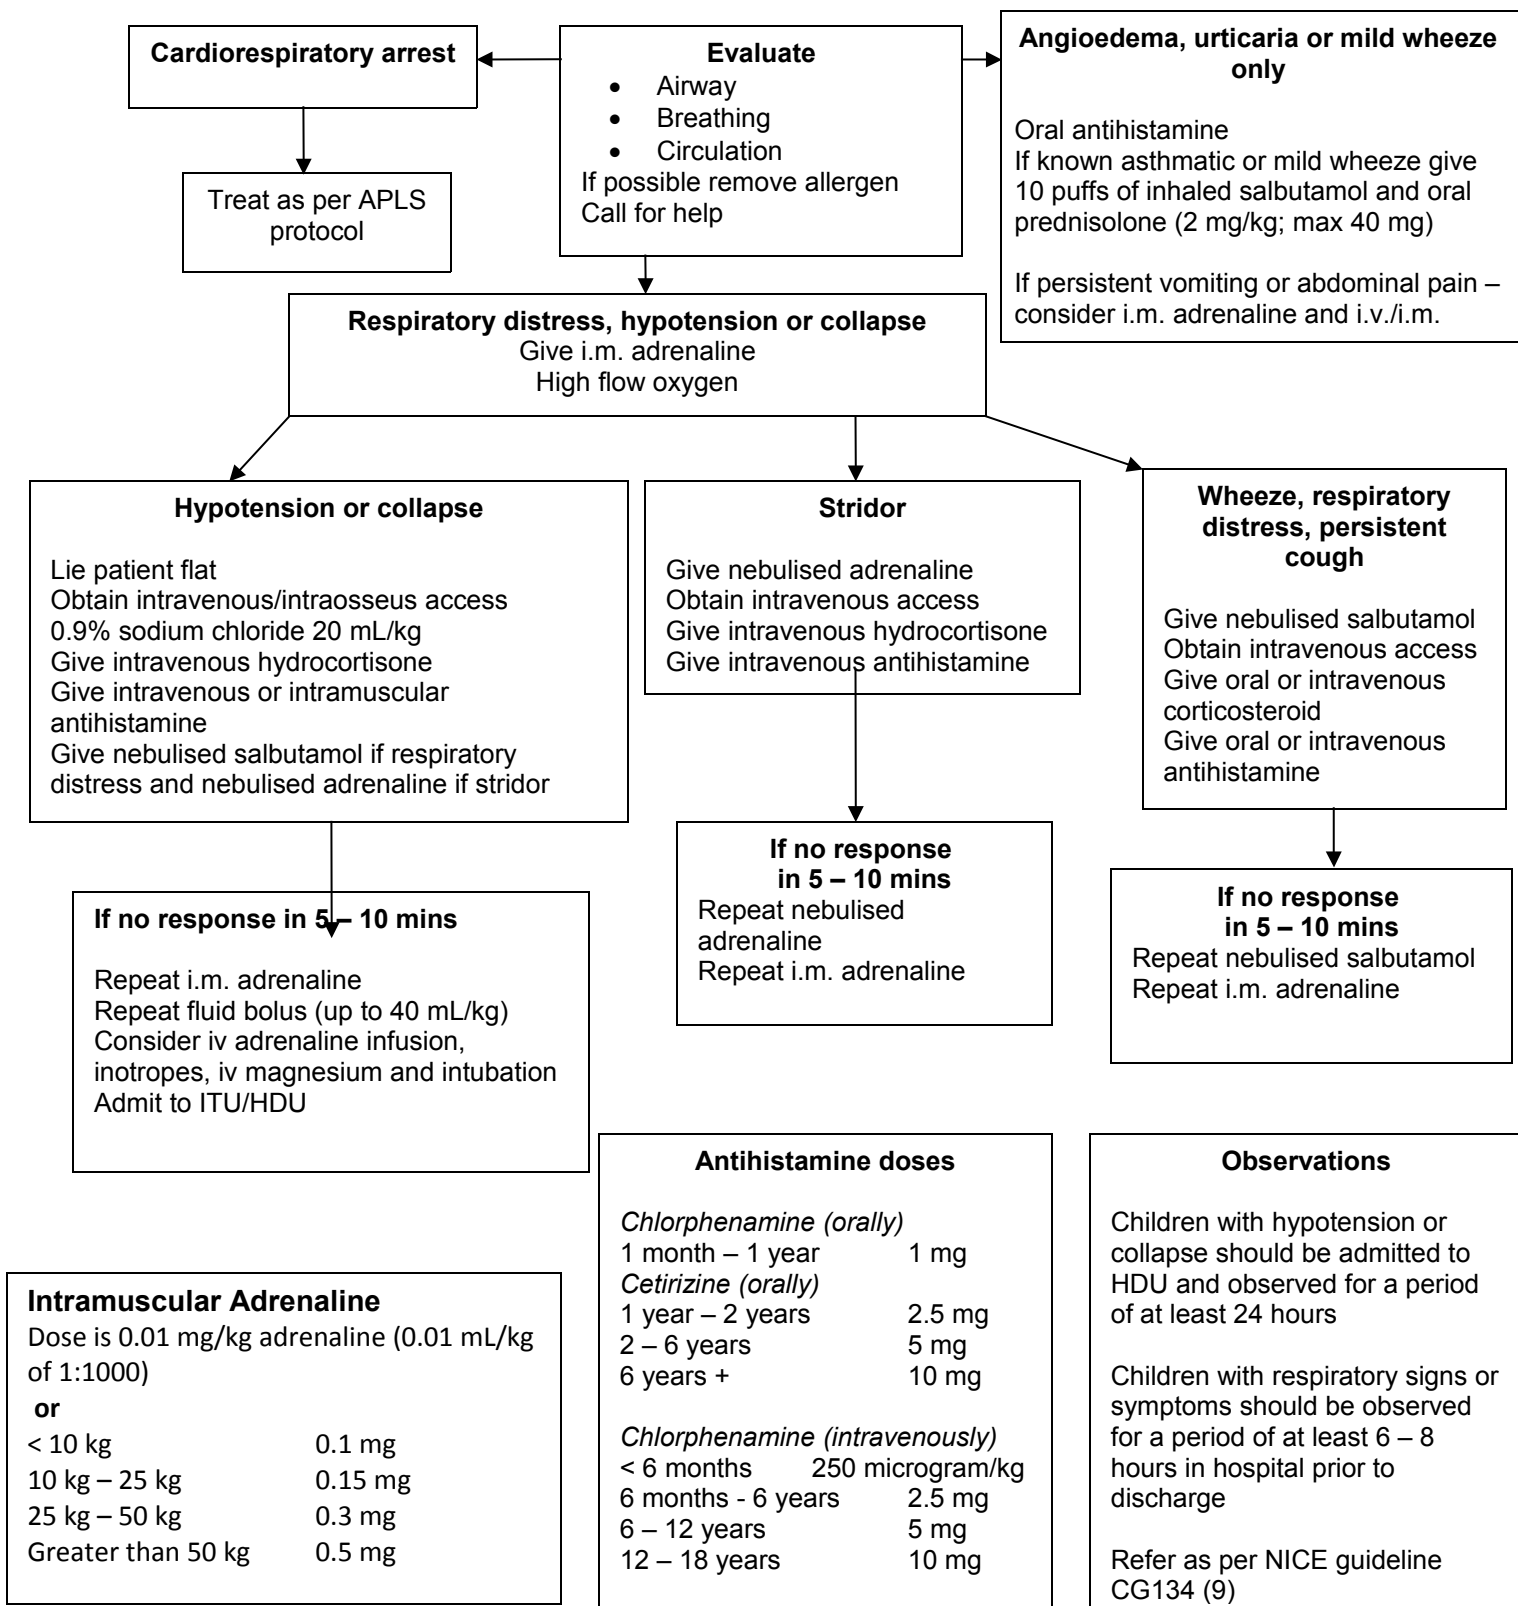 Cardiorespiratory arrest
Treat as per APLS
protocol
Evaluate
• Airway
• Breathing
• Circulation
If possible remove allergen
Call for help
Angioedema, urticaria or mild wheeze
only
Oral antihistamine
If known asthmatic or mild wheeze give
10 puffs of inhaled salbutamol and oral
prednisolone (2 mg/kg; max 40 mg)
If persistent vomiting or abdominal pain –
consider i.m. adrenaline and i.v./i.m.
Respiratory distress, hypotension or collapse
Give i.m. adrenaline
High flow oxygen
Hypotension or collapse
Lie patient flat
Obtain intravenous/intraosseus access
0.9% sodium chloride 20 mL/kg
Give intravenous hydrocortisone
Give intravenous or intramuscular
antihistamine
Give nebulised salbutamol if respiratory
distress and nebulised adrenaline if stridor
Stridor
Give nebulised adrenaline
Obtain intravenous access
Give intravenous hydrocortisone
Give intravenous antihistamine
Wheeze, respiratory
distress, persistent
cough
Give nebulised salbutamol
Obtain intravenous access
Give oral or intravenous
corticosteroid
Give oral or intravenous
antihistamine
If no response in 5 – 10 mins
Repeat i.m. adrenaline
Repeat fluid bolus (up to 40 mL/kg)
Consider iv adrenaline infusion,
inotropes, iv magnesium and intubation
Admit to ITU/HDU
If no response
in 5 – 10 mins
Repeat nebulised
adrenaline
Repeat i.m. adrenaline
If no response
in 5 – 10 mins
Repeat nebulised salbutamol
Repeat i.m. adrenaline
Intramuscular Adrenaline
Dose is 0.01 mg/kg adrenaline (0.01 mL/kg
of 1:1000)
or
< 10 kg 0.1 mg
10 kg – 25 kg 0.15 mg
25 kg – 50 kg 0.3 mg
Greater than 50 kg 0.5 mg
Antihistamine doses
Chlorphenamine (orally)
1 month – 1 year 1 mg
Cetirizine (orally)
1 year – 2 years 2.5 mg
2 – 6 years 5 mg
6 years + 10 mg
Chlorphenamine (intravenously)
< 6 months 250 microgram/kg
6 months - 6 years 2.5 mg
6 – 12 years 5 mg
12 – 18 years 10 mg
Observations
Children with hypotension or
collapse should be admitted to
HDU and observed for a period
of at least 24 hours
Children with respiratory signs or
symptoms should be observed
for a period of at least 6 – 8
hours in hospital prior to
discharge
Refer as per NICE guideline
CG134 (9)